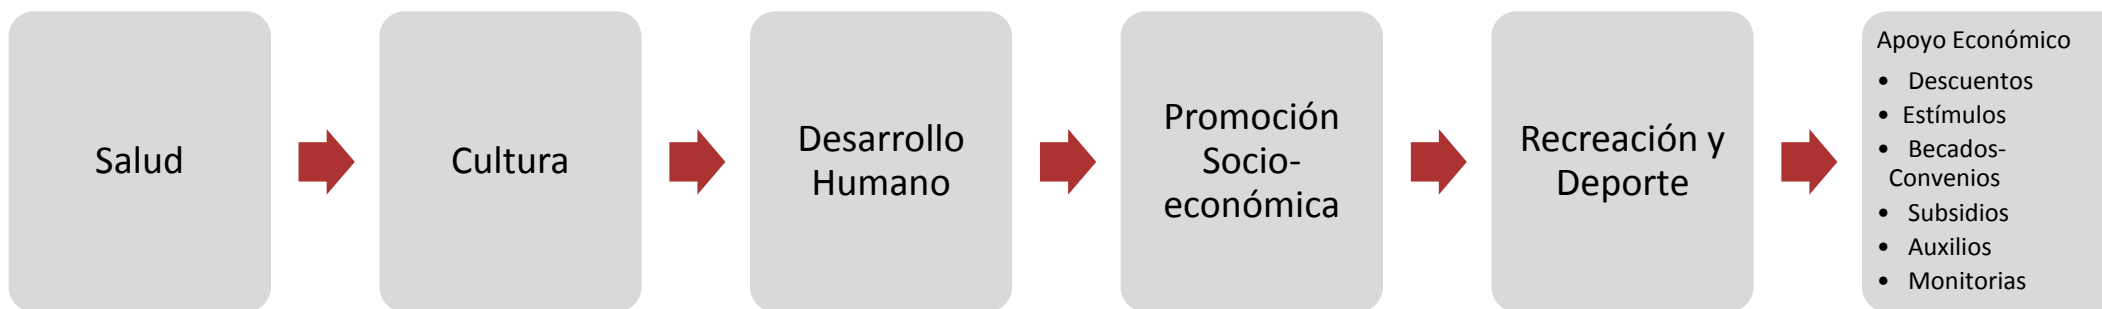 Salud
Cultura
Desarrollo
Humano
Promoción
Socio-
económica
Recreación y
Deporte
Apoyo Económico
• Descuentos
• Estímulos
• Becados-
Convenios
• Subsidios
• Auxilios
• Monitorias